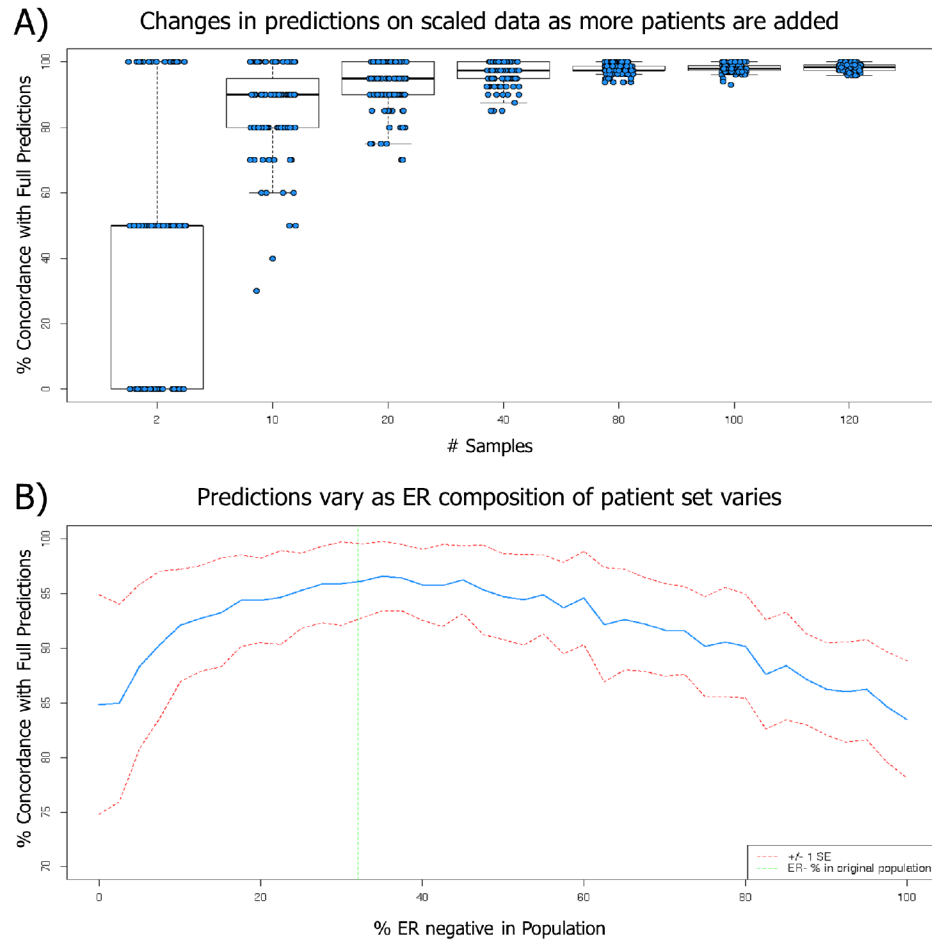 A)
Changes in predictions on scaled data as more patients are added
% Concordance with Full Predictions
100
80
60
40
20
0
2
10
20
40
80
100
120
# Samples
B)
Predictions vary as ER composition of patient set varies
% Concordance with Full Predictions
100
95
90
85
80
75
70
0
20
40
60
80
100
+/- 1 SE
ER- % in original population
% ER negative in Population